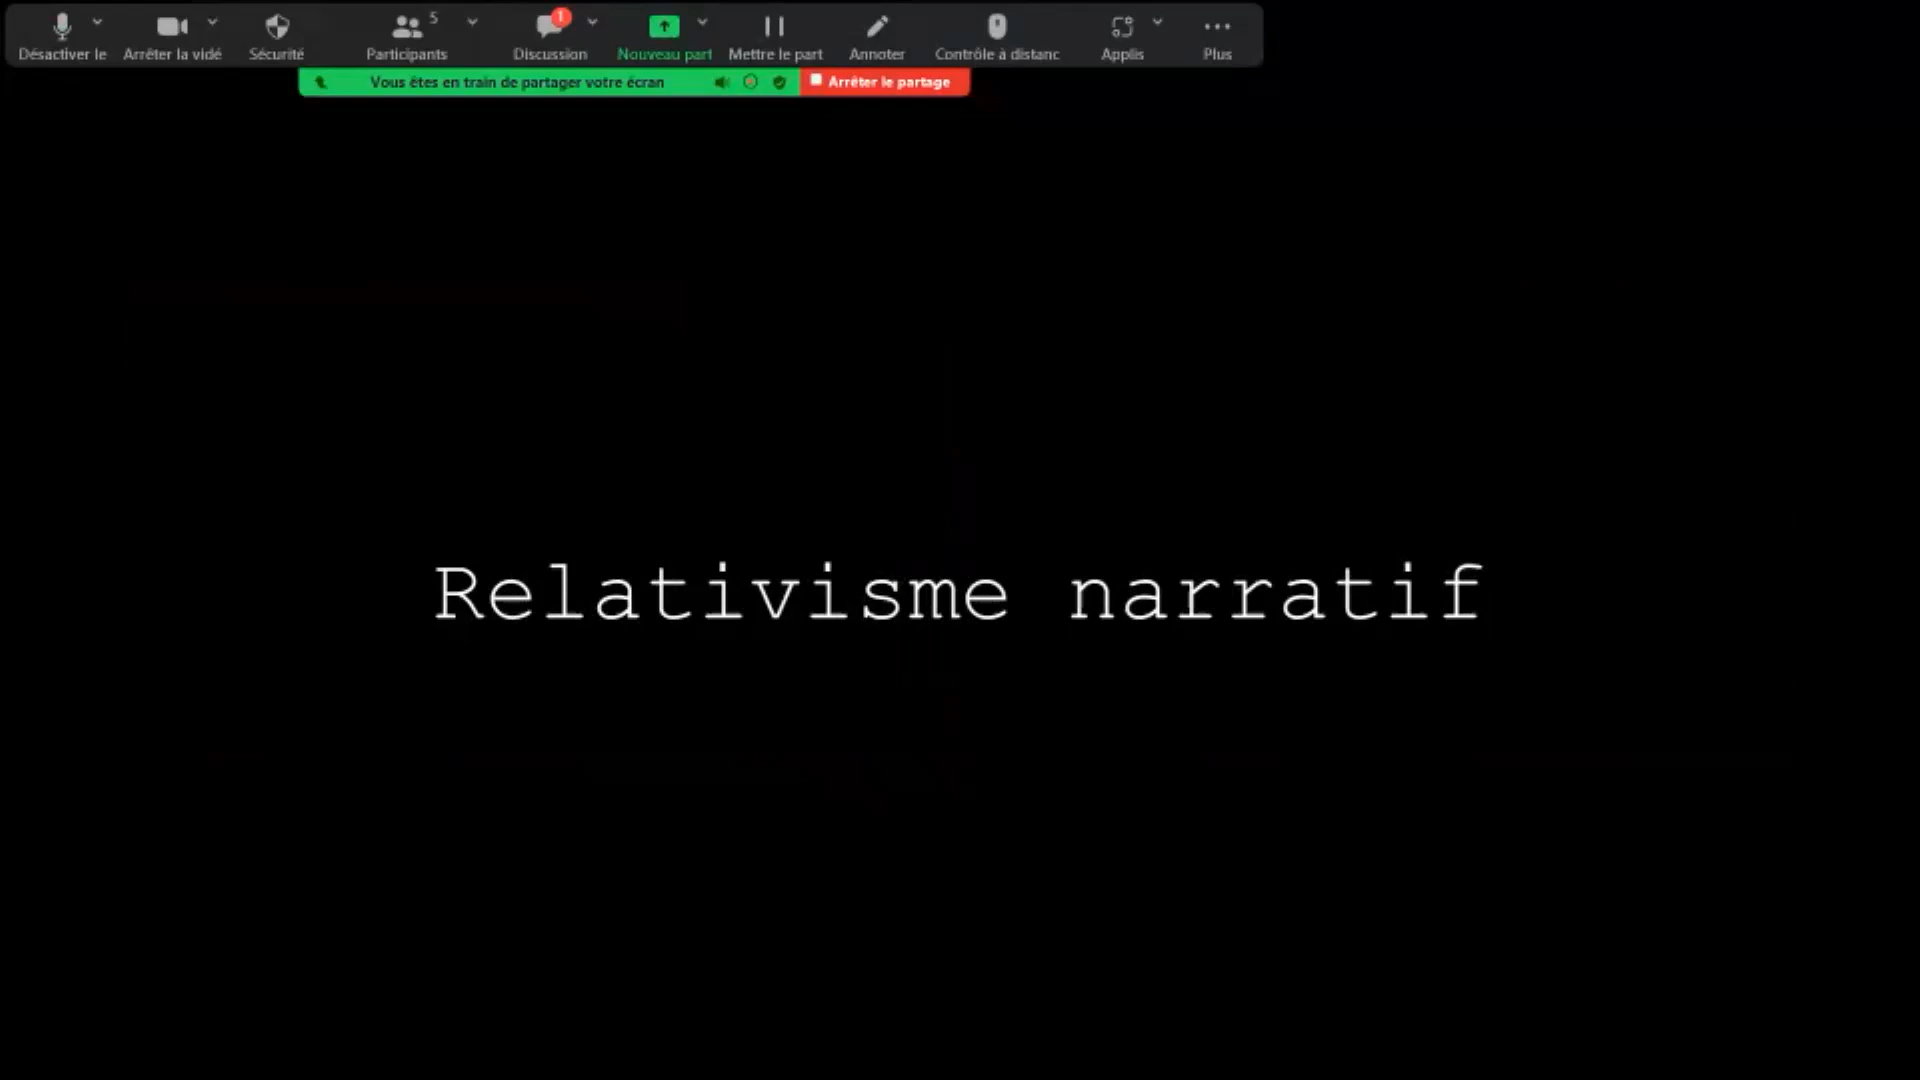 5
1
Désactiver le Arrêter la vidé Sécurité Participants Discussion Nouveau part Mettre le part Annoter Contrôle à distanc Applis Plus
Vous êtes en train de partager votre écran Arrêter le partage
Relativisme narratif